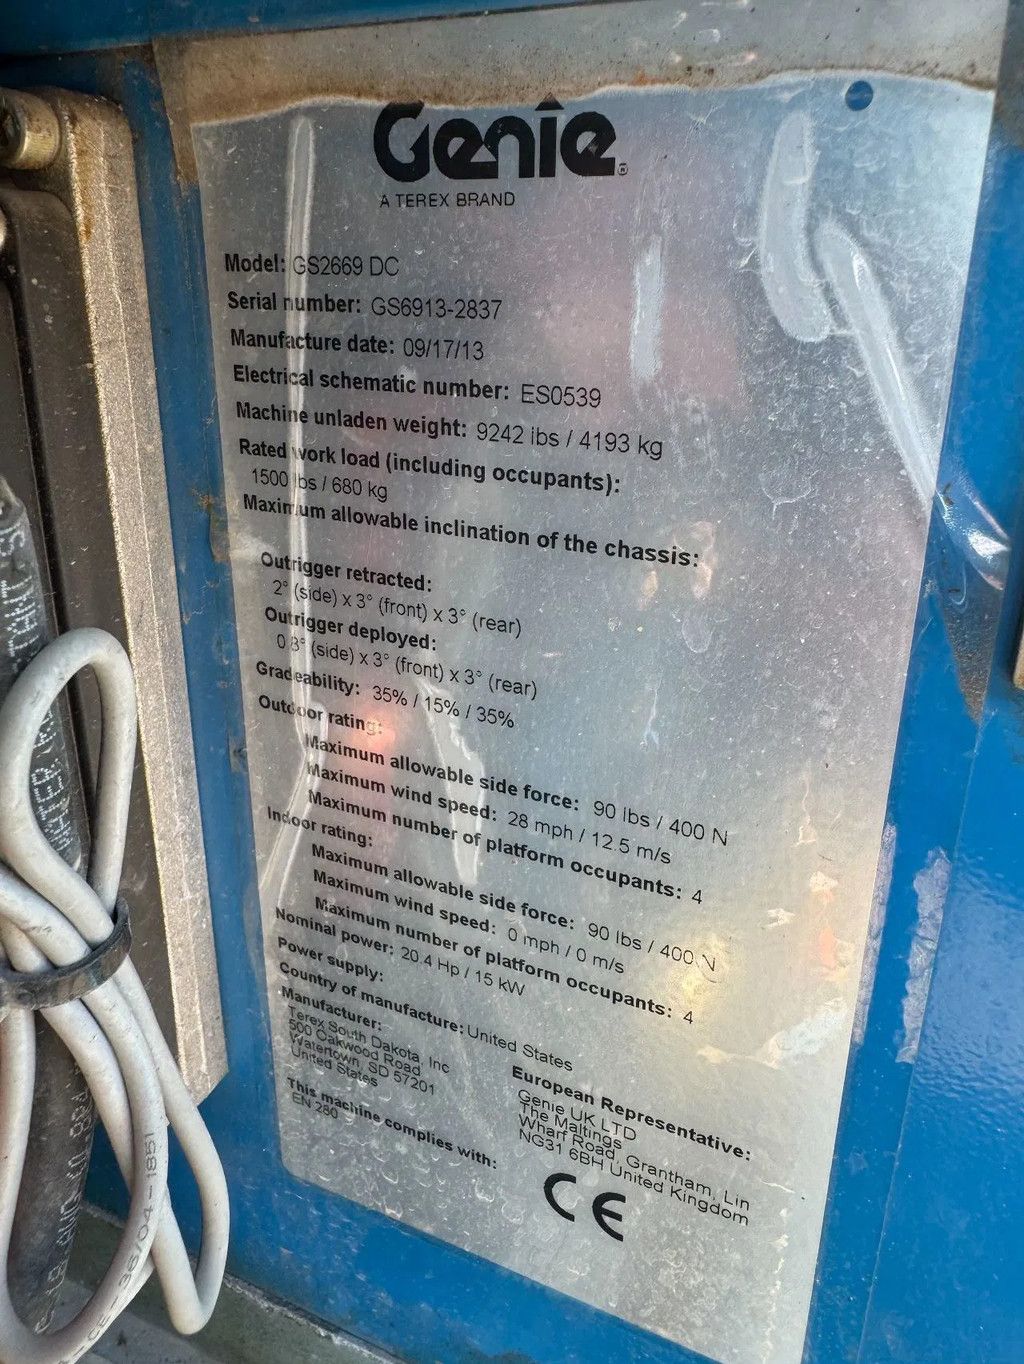 Genie®
A TEREX BRAND
Model: GS2669 DC
Serial number: GS6913-2837
Manufacture date: 09/17/13
Electrical schematic number: ES0539
Machine unladen weight: 9242 lbs / 4193 kg
Rated work load (including occupants):
1500 lbs / 680 kg
Maximum allowable inclination of the chassis:
Outrigger retracted:
2° (side) x 3° (front) x 3° (rear)
Outrigger deployed:
(side) x 3° (front) x 3° (rear)
Gradeability: 35% / 15% / 35%
Outdoor rating:
Maximum allowable side force: 90 lbs / 400 N
Maximum wind speed: 28 mph / 12.5 m/s
Maximum number of platform occupants: 4
Indoor rating:
Maximum allowable side force: 90 lbs / 400 N
Maximum wind speed: 0 mph / 0 m/s
Maximum number of platform occupants: 4
Nominal power: 20.4 Hp / 15 kW
Power supply:
Country of manufacture: United States
Manufacturer:
Terex South Dakota, Inc
500 Oakwood Road
Watertown, SD 57201
United States
This machine complies with:
EN 280
European Representative:
Genie UK LTD
The Maltings
Wharf Road, Grantham, Lin
NG31 6BH United Kingdom
CE